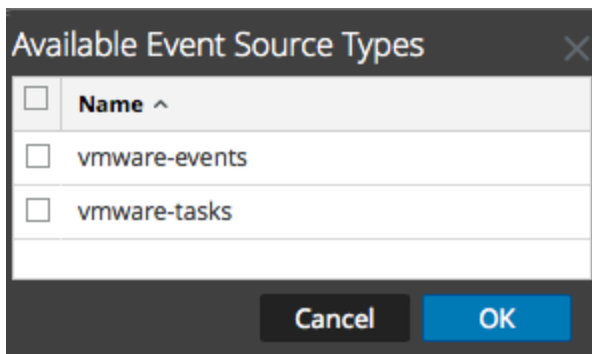 Available Event Source Types
Name
vmware-events
vmware-tasks
Cancel OK